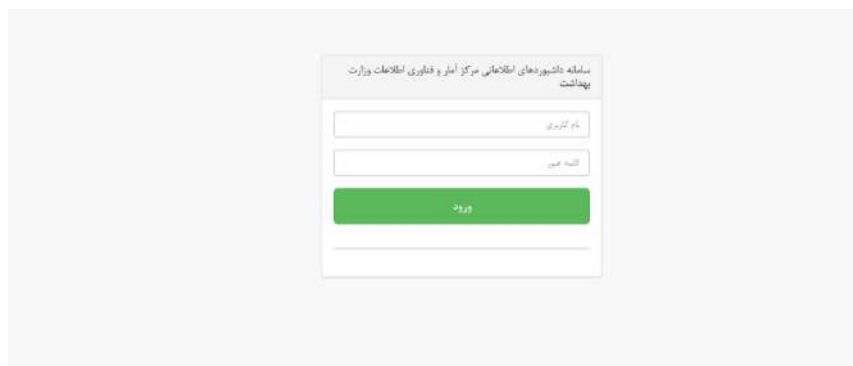 سامانه داشبوردهای اطلاعاتی مرکز آمار و فناوری اطلاعات وزارت
بهداشت
نام کاربری
کلمه عبور
ورود